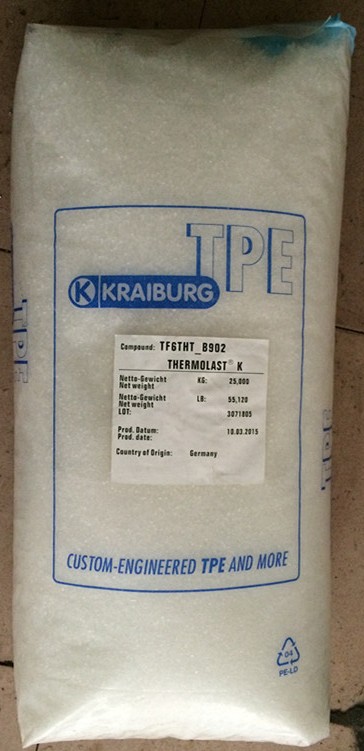 TPE
K KRAIBURG
Compound: TF6THT_B902
THERMOLAST® K
Netto-Gewicht KG: 25,000
Net weight
Netto-Gewicht LB: 55,120
Net weight
LOT: 3071805
Prod. Datum: 10.03.2015
Prod. date:
Country of Origin: Germany
CUSTOM-ENGINEERED TPE AND MORE
04
PE-LD
TPE
TPE